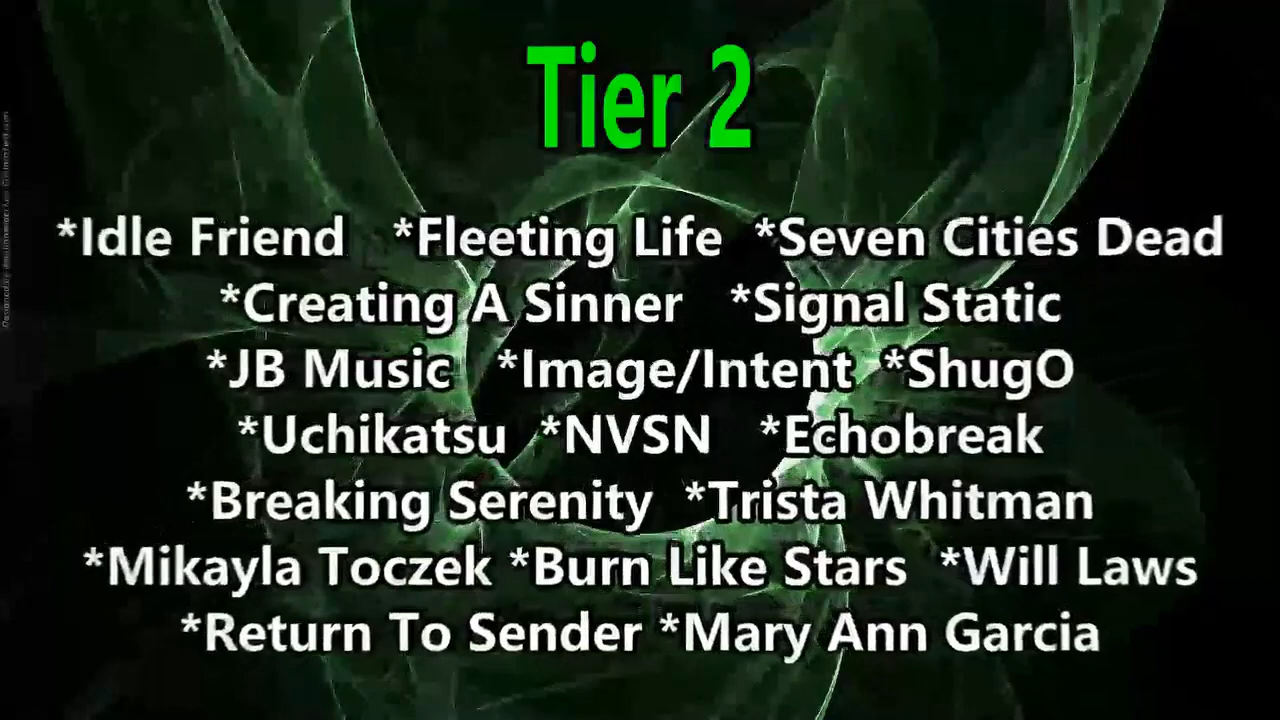 Tier 2
*Idle Friend *Fleeting Life *Seven Cities Dead
*Creating A Sinner *Signal Static
*JB Music *Image/Intent *ShugO
*Uchikatsu *NVSN *Echobreak
*Breaking Serenity *Trista Whitman
*Mikayla Toczek *Burn Like Stars *Will Laws
*Return To Sender *Mary Ann Garcia